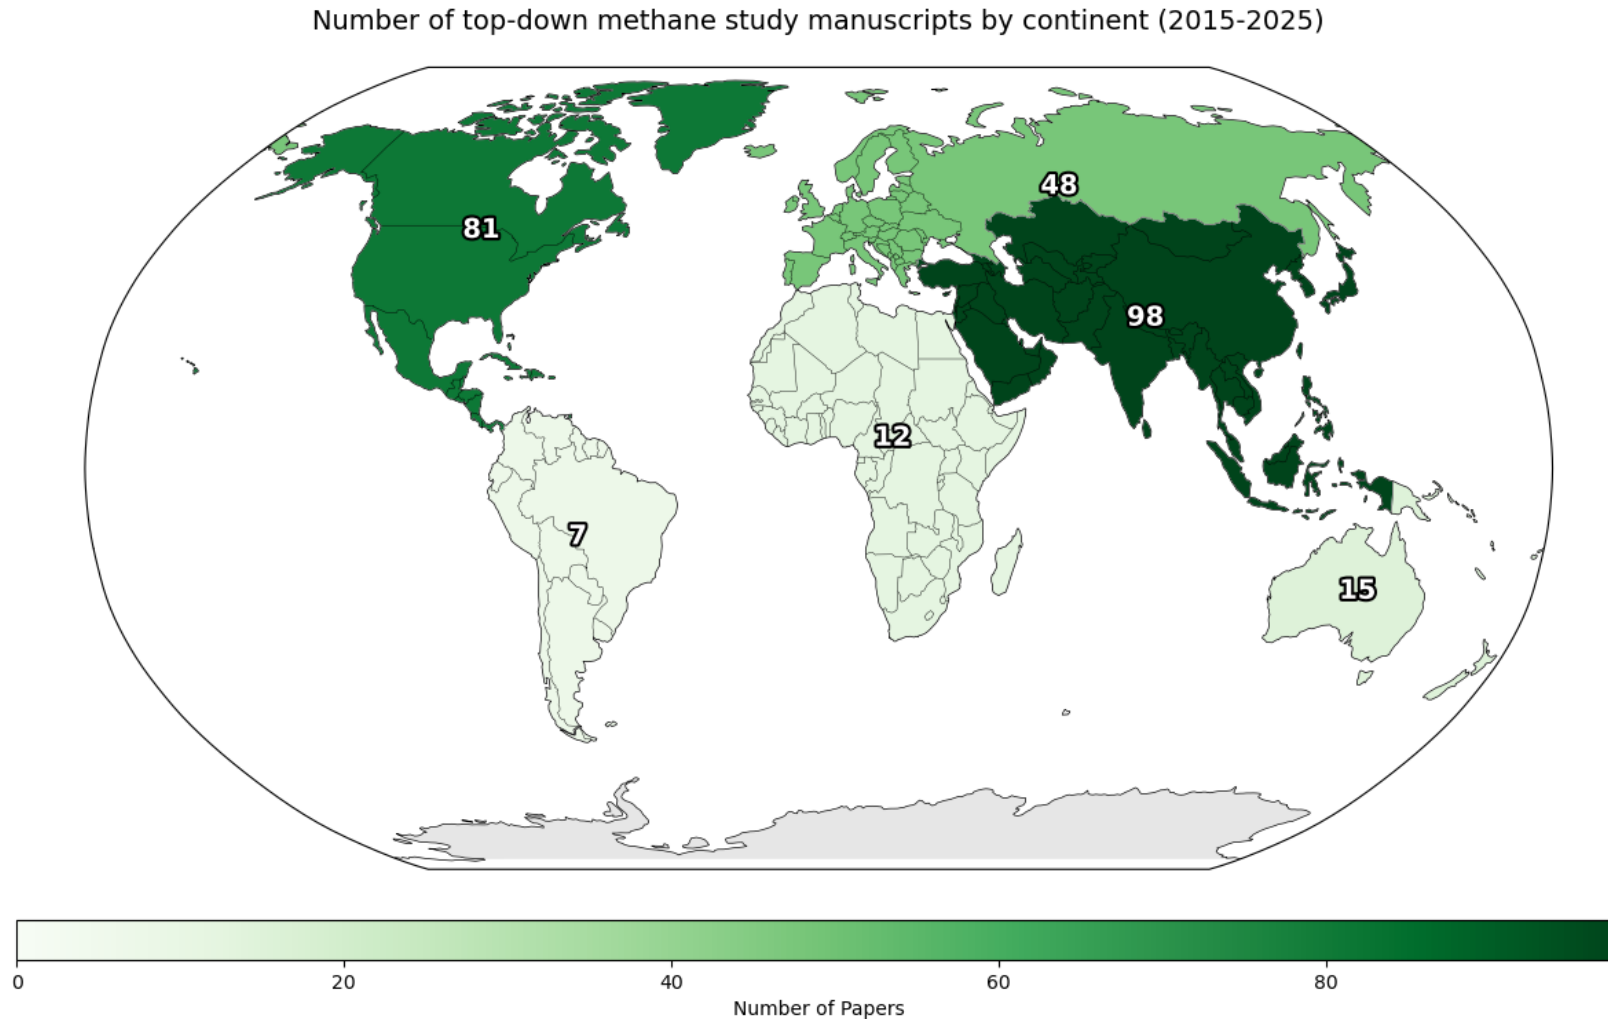 Number of top-down methane study manuscripts by continent (2015-2025)
48
81
98
12
7
15
0 20 40 60 80
Number of Papers